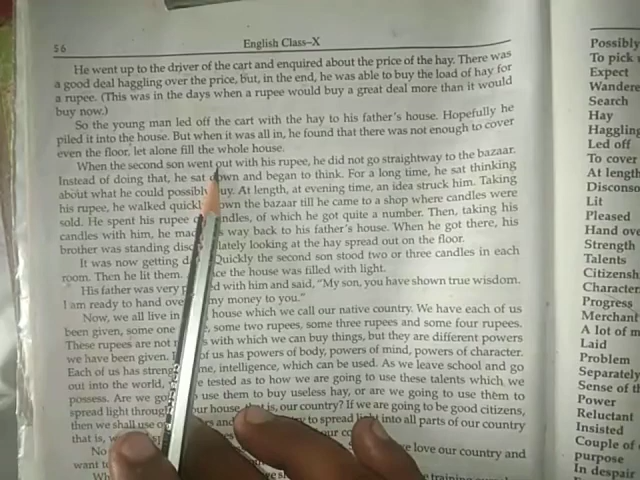 56
English Class–X
He went up to the driver of the cart and enquired about the price of the hay. There was
a good deal haggling over the price, but, in the end, he was able to buy the load of hay for
a rupee. (This was in the days when a rupee would buy a great deal more than it would
buy now.)
So the young man led off the cart with the hay to his father's house. Hopefully he
piled it into the house. But when it was all in, he found that there was not enough to cover
even the floor, let alone fill the whole house.
When the second son went out with his rupee, he did not go straightway to the bazaar.
Instead of doing that, he sat down and began to think. For a long time, he sat thinking
about what he could possibly buy. At length, at evening time, an idea struck him. Taking
his rupee, he walked quickl own the bazaar till he came to a shop where candles were
sold. He spent his rupee andles, of which he got quite a number. Then, taking his
candles with him, he ma s way back to his father's house. When he got there, his
brother was standing dis lately looking at the hay spread out on the floor.
It was now getting d Quickly the second son stood two or three candles in each
room. Then he lit them. ce the house was filled with light.
His father was very p d with him and said, "My son, you have shown true wisdom.
I am ready to hand ove my money to you."
Now, we all live in house which we call our native country. We have each of us
been given, some one , some two rupees, some three rupees and some four rupees.
These rupees are not s with which we can buy things, but they are different powers
we have been given. of us has powers of body, powers of mind, powers of character.
Each of us has streng me, intelligence, which can be used. As we leave school and go
out into the world, e tested as to how we are going to use these talents which we
possess. Are we go use them to buy useless hay, or are we going to use them to
spread light throug our house, that is, our country? If we are going to be good citizens,
then we shall use o rs and to spread light into all parts of our country
that is, w
No we love our country and
want to
Possibly
To pick
Expect
Wandere
Search
Hay
Haggling
Led off
To cover
At length
Disconso
Lit
Pleased
Hand ove
Strength
Talents
Citizensh
Character
Progress
Merchant
A lot of m
Laid
Problem
Separately
Sense of th
Power
Reluctant
Insisted
Couple of
purpose
In despair